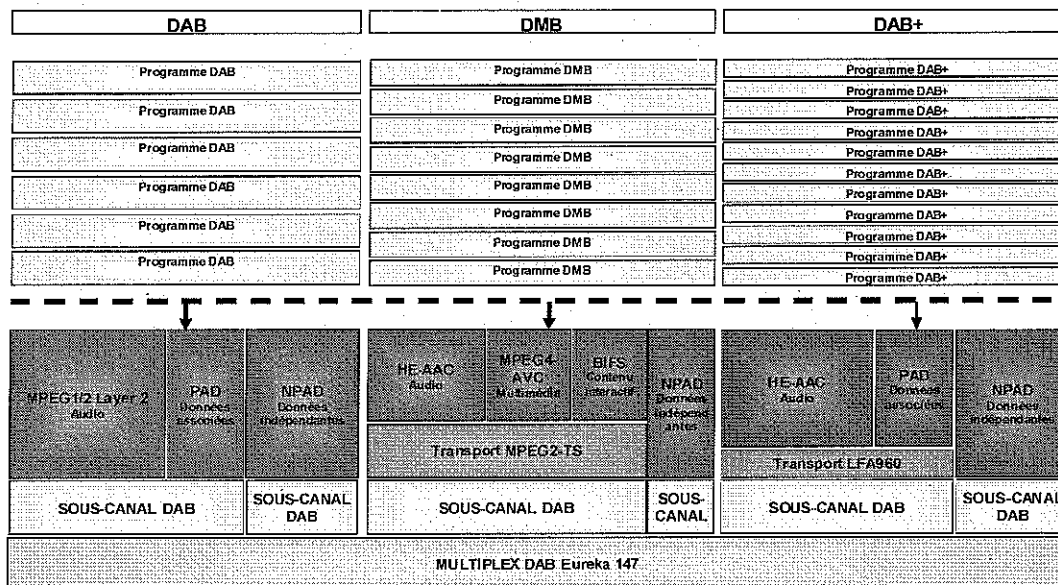 DAB
DMB
DAB+
Programme DAB
Programme DAB
Programme DAB
Programme DAB
Programme DAB
Programme DAB
Programme DMB
Programme DMB
Programme DMB
Programme DMB
Programme DMB
Programme DMB
Programme DMB
Programme DMB
Programme DAB+
Programme DAB+
Programme DAB+
Programme DAB+
Programme DAB+
Programme DAB+
Programme DAB+
Programme DAB+
Programme DAB+
Programme DAB+
Programme DAB+
MPEG1/2 Layer 2
Audio
PAD
Données
associées
NPAD
Données
indépendantes
HE-AAC
Audio
MPEG4-
AVC
Multimédia
BIFS
Contenu
interactif
NPAD
Données
indépend
antes
Transport MPEG2-TS
HE-AAC
Audio
PAD
Données
associées
NPAD
Données
indépendantes
Transport LFA960
SOUS-CANAL DAB
SOUS-CANAL
DAB
SOUS-CANAL DAB
SOUS-
CANAL
SOUS-CANAL DAB
SOUS-CANAL
DAB
MULTIPLEX DAB Eureka 147